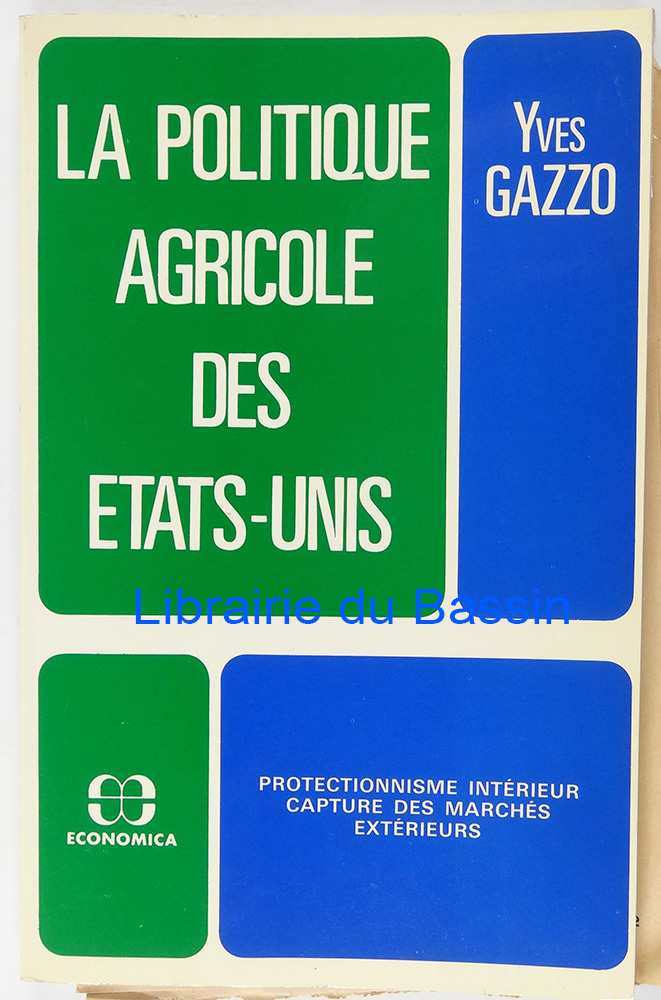 LA POLITIQUE
AGRICOLE
DES
ETATS-UNIS
YVES
GAZZO
Librairie du Bassin
ECONOMICA
PROTECTIONNISME INTÉRIEUR
CAPTURE DES MARCHÉS
EXTÉRIEURS